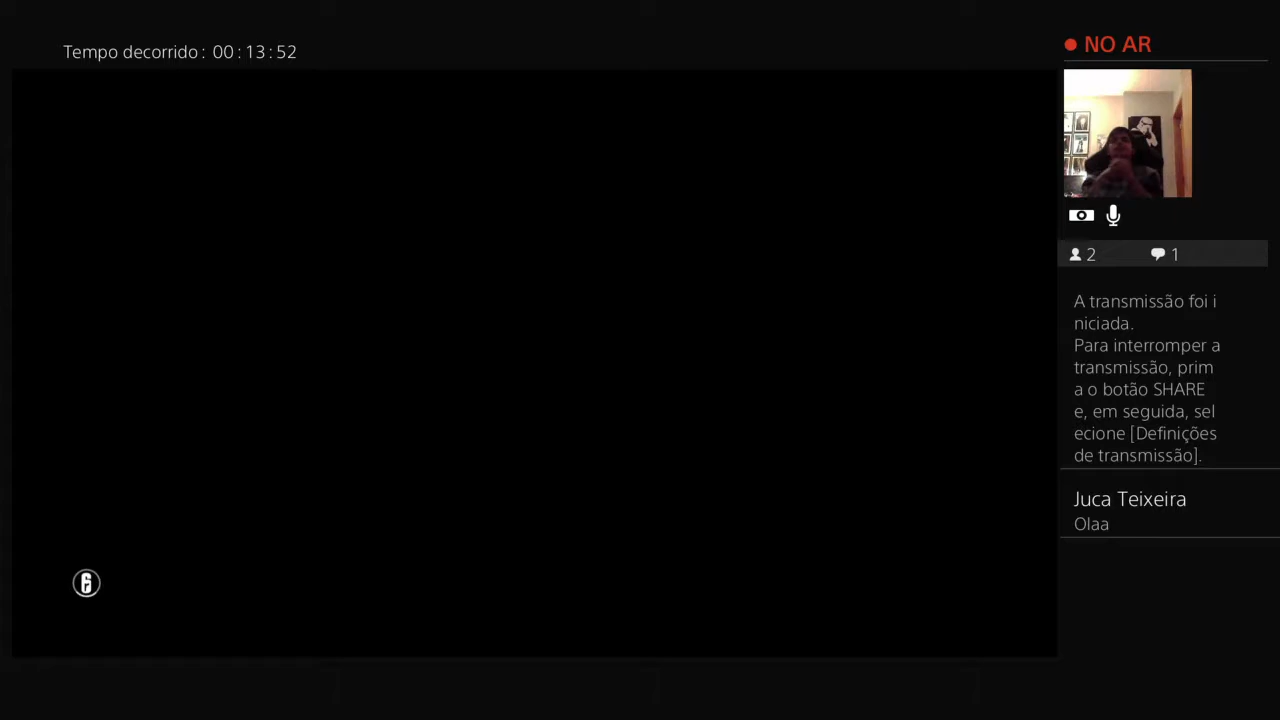 Tempo decorrido: 00:13:52
NO AR
2
1
A transmissão foi i
niciada.
Para interromper a
transmissão, prim
a o botão SHARE
e, em seguida, sel
ecione [Definições
de transmissão].
Juca Teixeira
Olaa
6